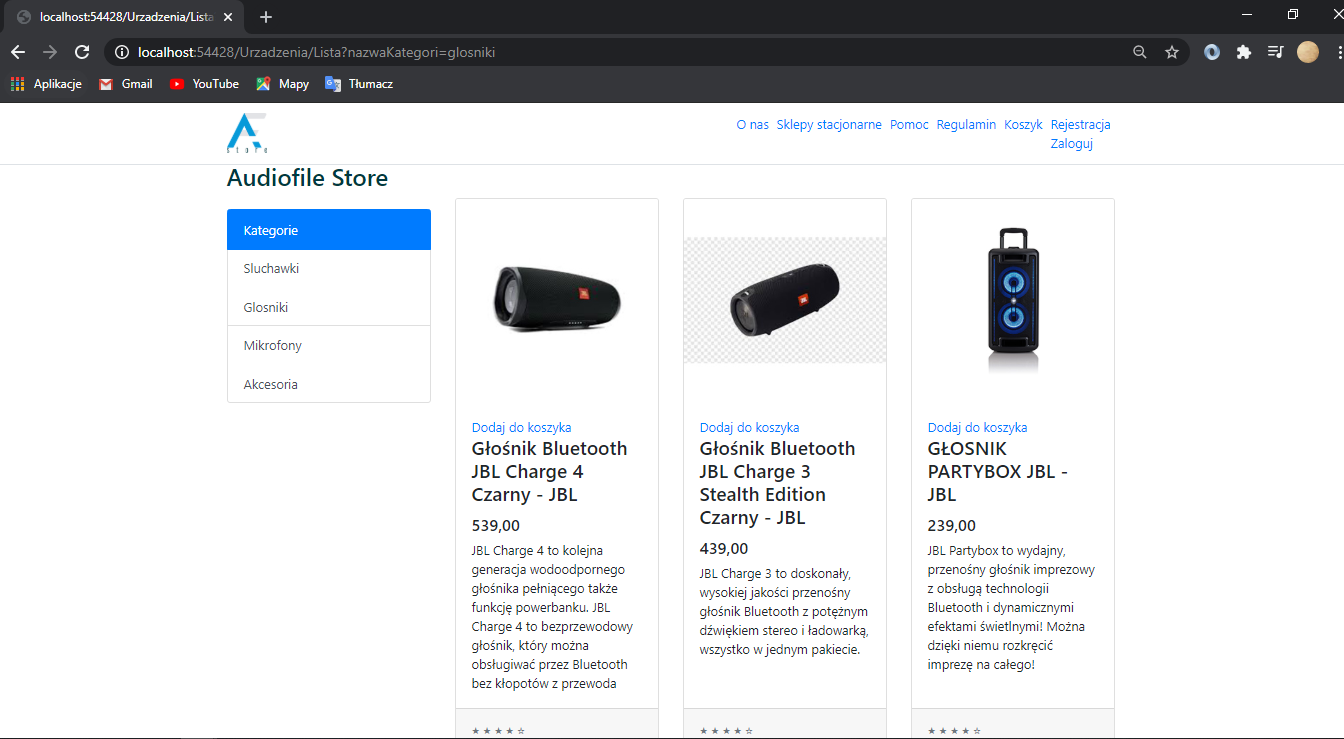 localhost:54428/Urzadzenia/Lista
localhost:54428/Urzadzenia/Lista?nazwaKategori=glosniki
Aplikacje Gmail YouTube Mapy Tłumacz
O nas Sklepy stacjonarne Pomoc Regulamin Koszyk Rejestracja
Zaloguj
Audiofile Store
Kategorie
Sluchawki
Glosniki
Mikrofony
Akcesoria
JBL
Dodaj do koszyka
Głośnik Bluetooth
JBL Charge 4
Czarny - JBL
539,00
JBL Charge 4 to kolejna
generacja wodoodpornego
głośnika pełniącego także
funkcję powerbanku. JBL
Charge 4 to bezprzewodowy
głośnik, który można
obsługiwać przez Bluetooth
bez kłopotów z przewoda
JBL
Dodaj do koszyka
Głośnik Bluetooth
JBL Charge 3
Stealth Edition
Czarny - JBL
439,00
JBL Charge 3 to doskonały,
wysokiej jakości przenośny
głośnik Bluetooth z potężnym
dźwiękiem stereo i ładowarką,
wszystko w jednym pakiecie.
Dodaj do koszyka
GŁOSNIK
PARTYBOX JBL -
JBL
239,00
JBL Partybox to wydajny,
przenośny głośnik imprezowy
z obsługą technologii
Bluetooth i dynamicznymi
efektami świetlnymi! Można
dzięki niemu rozkręcić
imprezę na całego!